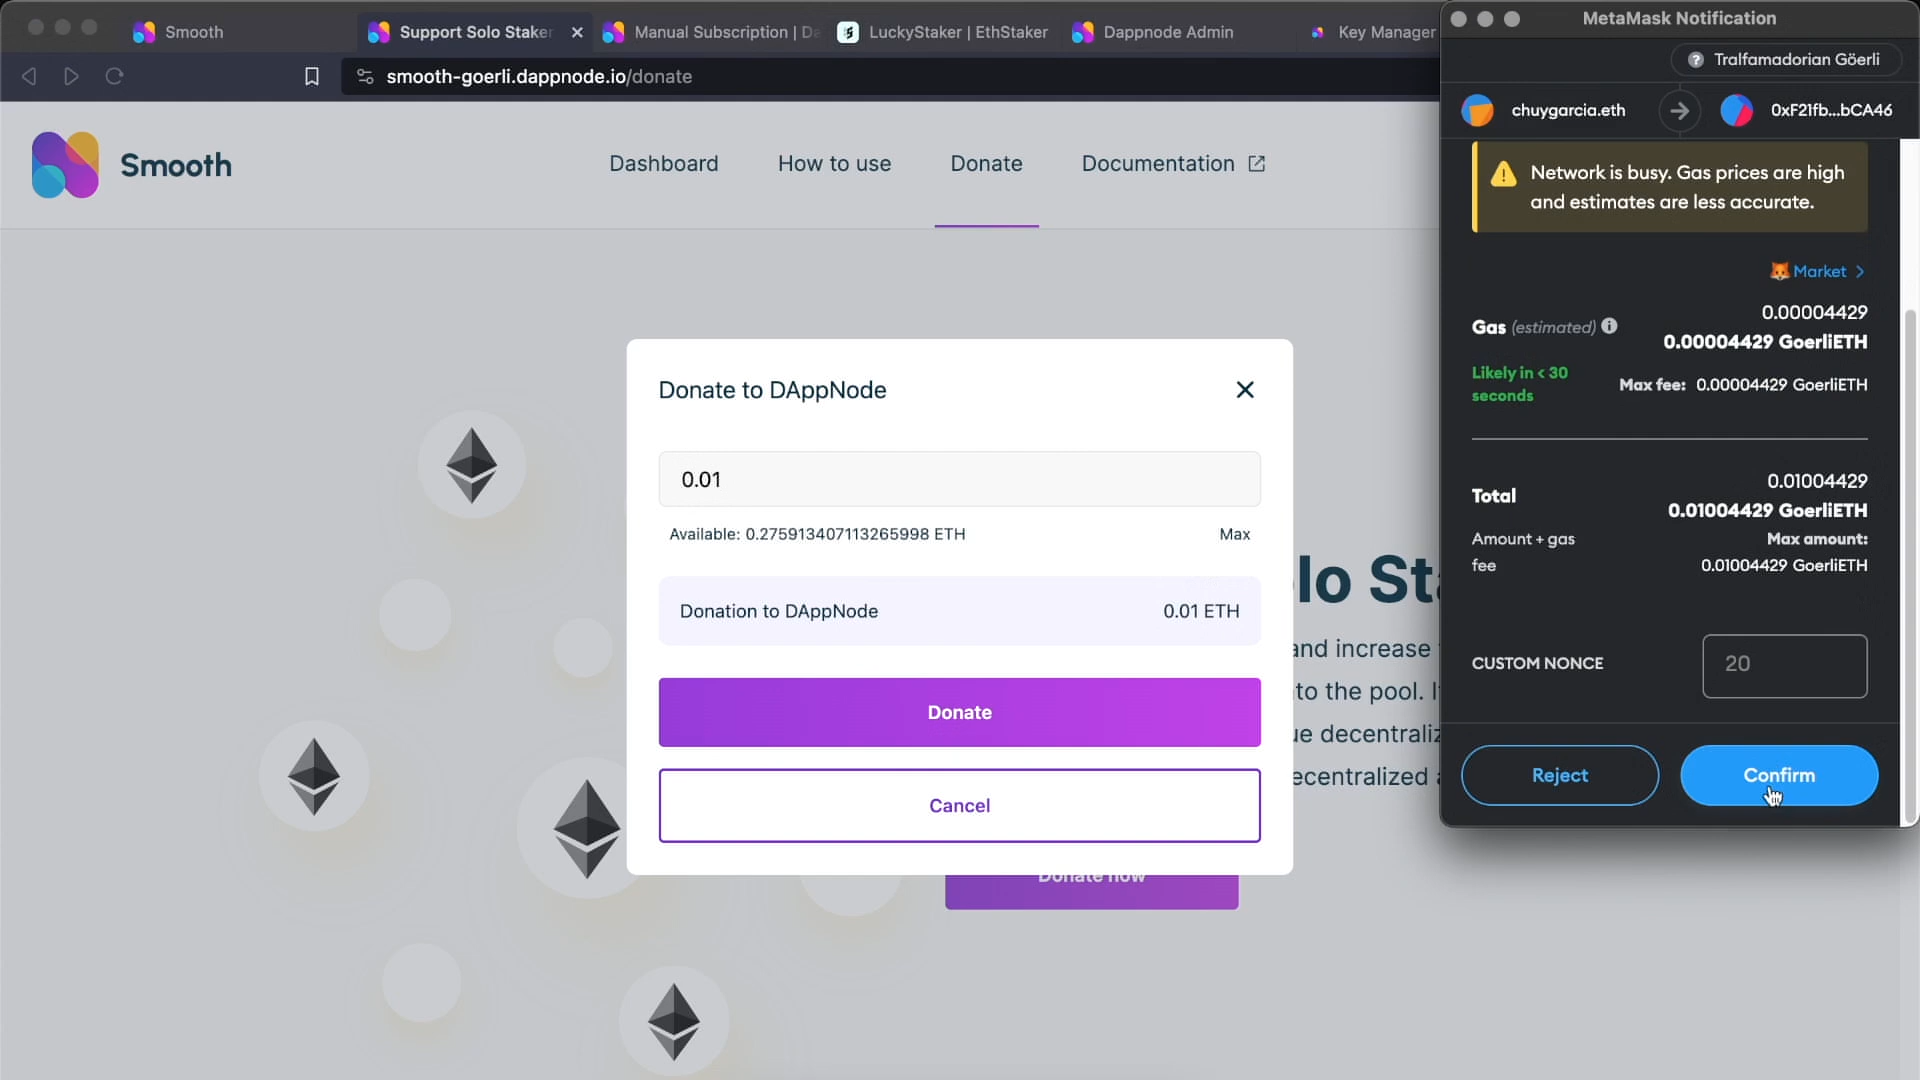 Smooth
Support Solo Staker
Manual Subscription | Da
LuckyStaker | EthStaker
Dappnode Admin
Key Manager
smooth-goerli.dappnode.io/donate
Smooth
Dashboard
How to use
Donate
Documentation
Donate to DAppNode
0.01
Available: 0.275913407113265998 ETH
Max
Donation to DAppNode
0.01 ETH
Donate
Cancel
lo St
and increase
to the pool.
ue decentraliz
ecentralized
Donate now
MetaMask Notification
Tralfamadorian Göerli
chuygarcia.eth
0xF21fb...bCA46
Network is busy. Gas prices are high
and estimates are less accurate.
Market
Gas (estimated)
0.00004429
0.00004429 GoerliETH
Likely in < 30
seconds
Max fee: 0.00004429 GoerliETH
Total
0.01004429
0.01004429 GoerliETH
Amount + gas
fee
Max amount:
0.01004429 GoerliETH
CUSTOM NONCE
20
Reject
Confirm